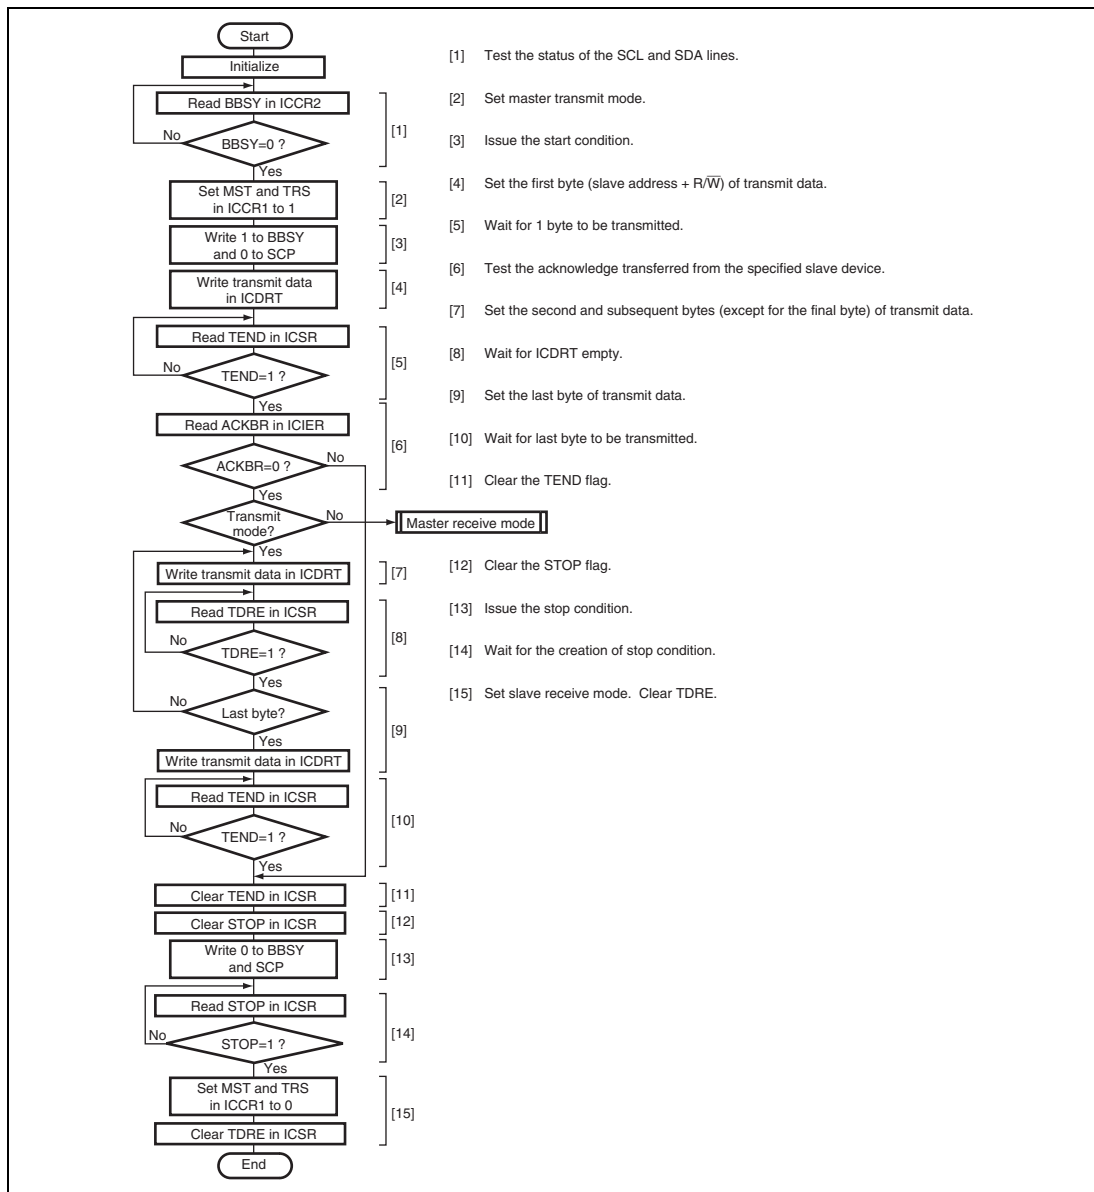 Start
Initialize
Read BBSY in ICCR2
No
BBSY=0 ?
[1]
Yes
Set MST and TRS
in ICCR1 to 1
[2]
Write 1 to BBSY
and 0 to SCP
[3]
Write transmit data
in ICDRT
[4]
Read TEND in ICSR
No
TEND=1 ?
[5]
Yes
Read ACKBR in ICIER
[6]
No
ACKBR=0 ?
Yes
Transmit
mode?
No
Master receive mode
Yes
Write transmit data in ICDRT
[7]
Read TDRE in ICSR
No
TDRE=1 ?
[8]
Yes
No
Last byte?
[9]
Yes
Write transmit data in ICDRT
Read TEND in ICSR
No
TEND=1 ?
[10]
Yes
Clear TEND in ICSR
[11]
Clear STOP in ICSR
[12]
Write 0 to BBSY
and SCP
[13]
Read STOP in ICSR
No
STOP=1 ?
[14]
Yes
Set MST and TRS
in ICCR1 to 0
[15]
Clear TDRE in ICSR
End
[1] Test the status of the SCL and SDA lines.
[2] Set master transmit mode.
[3] Issue the start condition.
[4] Set the first byte (slave address + R/W̅) of transmit data.
[5] Wait for 1 byte to be transmitted.
[6] Test the acknowledge transferred from the specified slave device.
[7] Set the second and subsequent bytes (except for the final byte) of transmit data.
[8] Wait for ICDRT empty.
[9] Set the last byte of transmit data.
[10] Wait for last byte to be transmitted.
[11] Clear the TEND flag.
[12] Clear the STOP flag.
[13] Issue the stop condition.
[14] Wait for the creation of stop condition.
[15] Set slave receive mode. Clear TDRE.